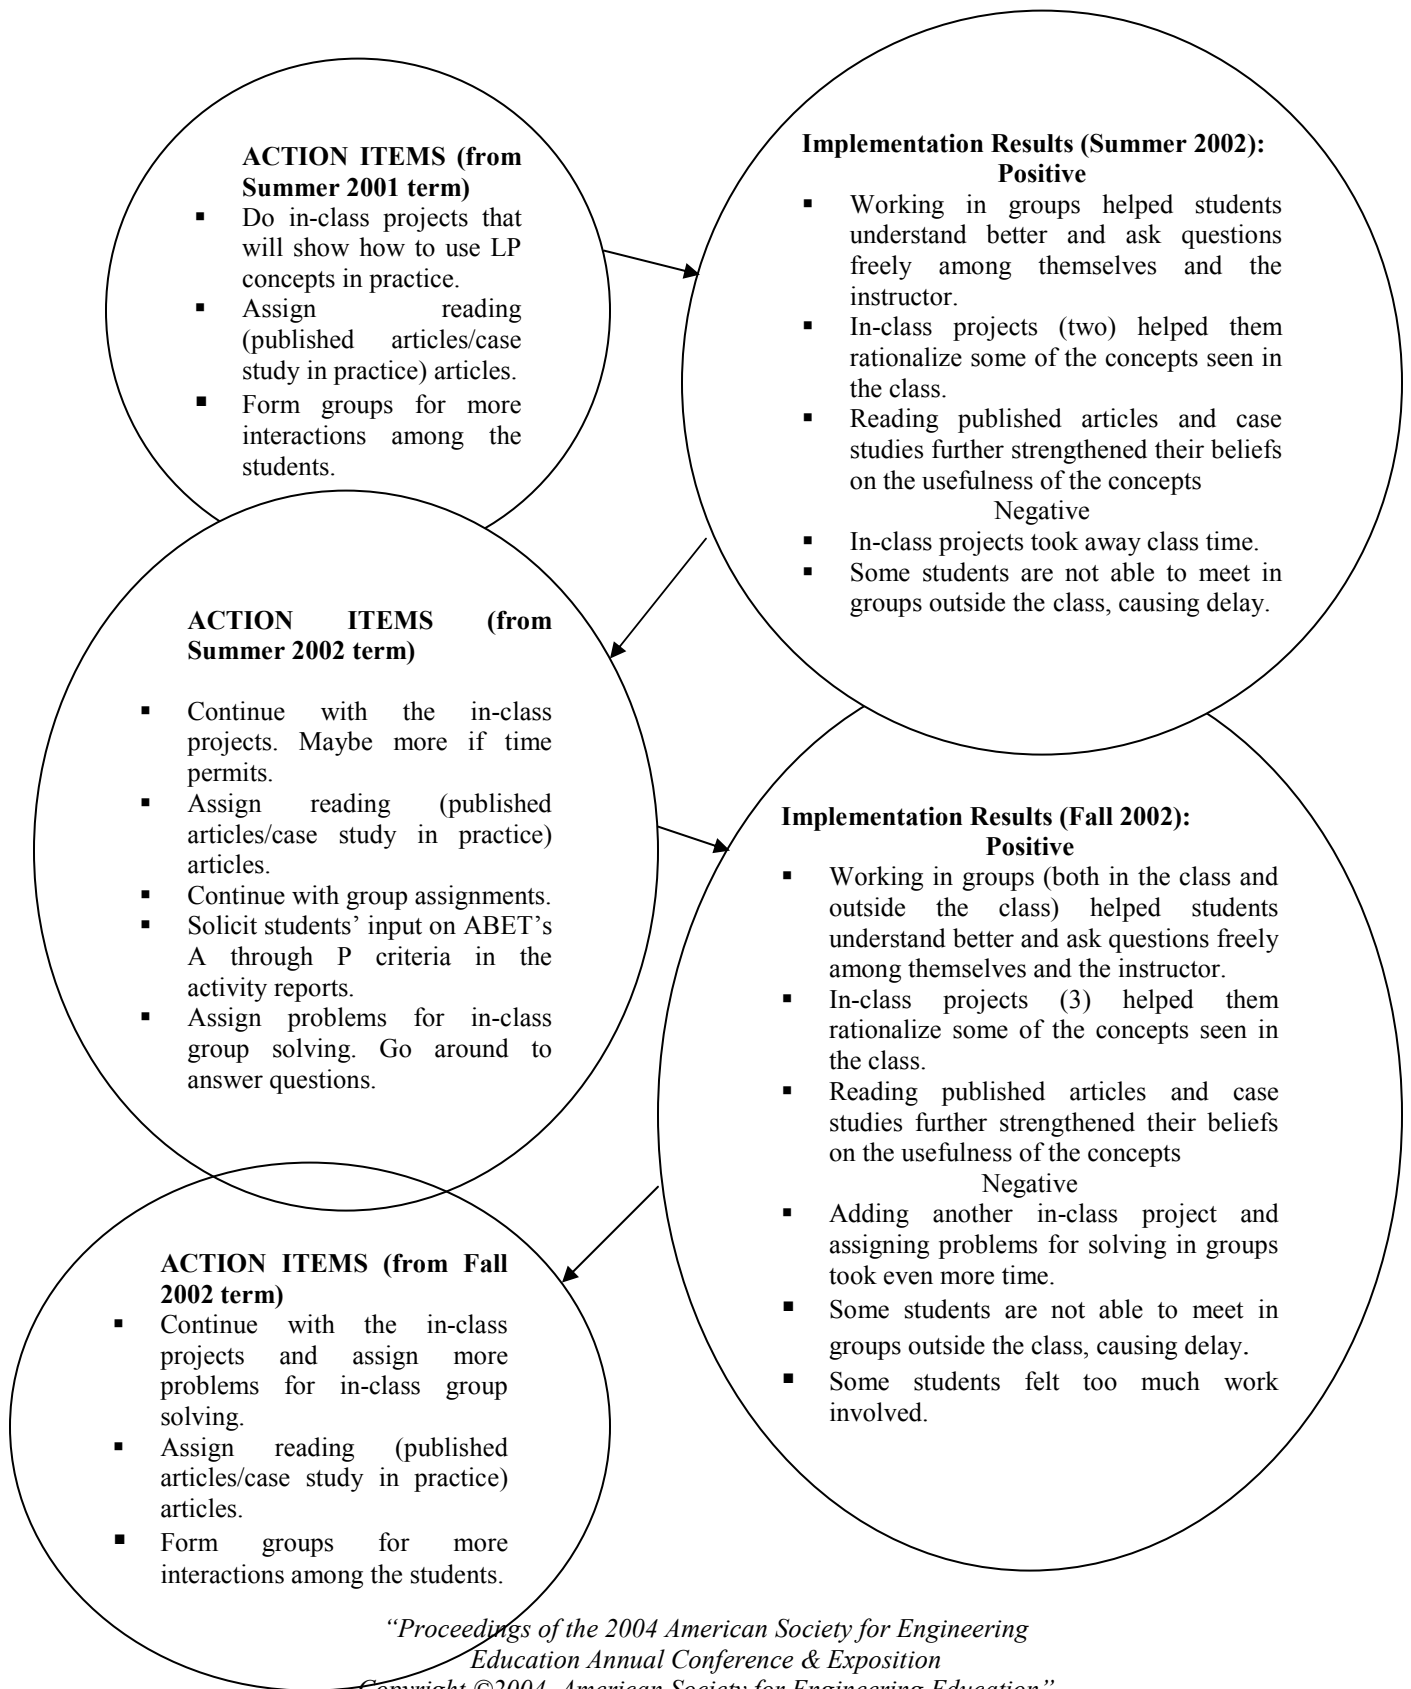 ACTION ITEMS (from
Summer 2001 term)
▪ Do in-class projects that
will show how to use LP
concepts in practice.
▪ Assign reading
(published articles/case
study in practice) articles.
▪ Form groups for more
interactions among the
students.
Implementation Results (Summer 2002):
Positive
▪ Working in groups helped students
understand better and ask questions
freely among themselves and the
instructor.
▪ In-class projects (two) helped them
rationalize some of the concepts seen in
the class.
▪ Reading published articles and case
studies further strengthened their beliefs
on the usefulness of the concepts
Negative
▪ In-class projects took away class time.
▪ Some students are not able to meet in
groups outside the class, causing delay.
ACTION ITEMS (from
Summer 2002 term)
▪ Continue with the in-class
projects. Maybe more if time
permits.
▪ Assign reading (published
articles/case study in practice)
articles.
▪ Continue with group assignments.
▪ Solicit students’ input on ABET’s
A through P criteria in the
activity reports.
▪ Assign problems for in-class
group solving. Go around to
answer questions.
Implementation Results (Fall 2002):
Positive
▪ Working in groups (both in the class and
outside the class) helped students
understand better and ask questions freely
among themselves and the instructor.
▪ In-class projects (3) helped them
rationalize some of the concepts seen in
the class.
▪ Reading published articles and case
studies further strengthened their beliefs
on the usefulness of the concepts
Negative
▪ Adding another in-class project and
assigning problems for solving in groups
took even more time.
▪ Some students are not able to meet in
groups outside the class, causing delay.
▪ Some students felt too much work
involved.
ACTION ITEMS (from Fall
2002 term)
▪ Continue with the in-class
projects and assign more
problems for in-class group
solving.
▪ Assign reading (published
articles/case study in practice)
articles.
▪ Form groups for more
interactions among the students.
“Proceedings of the 2004 American Society for Engineering
Education Annual Conference & Exposition
Copyright ©2004, American Society for Engineering Education”